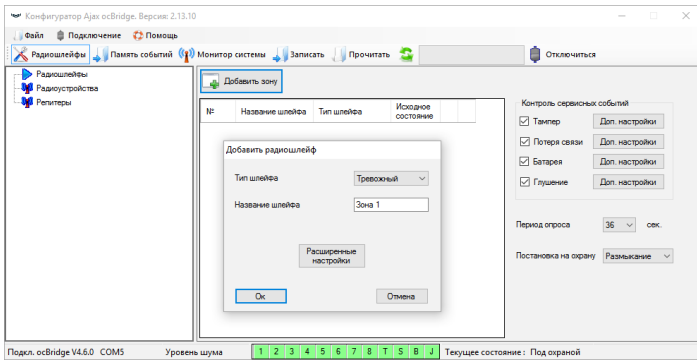 Конфигуратор Ajax ocBridge. Версия: 2.13.10
Файл Подключение Помощь
Радиошлейфы Память событий Монитор системы Записать Прочитать Отключиться
Радиошлейфы
Радиоустройства
Репитеры
Добавить зону
№ Название шлейфа Тип шлейфа Исходное состояние
Добавить радиошлейф
Тип шлейфа Тревожный
Название шлейфа Зона 1
Расширенные
настройки
Ок Отмена
Контроль сервисных событий
Тампер Доп. настройки
Потеря связи Доп. настройки
Батарея Доп. настройки
Глушение Доп. настройки
Период опроса 36 сек.
Постановка на охрану Размыкание
Подкл. ocBridge V4.6.0 COM5 Уровень шума 1 2 3 4 5 6 7 8 T S B J Текущее состояние : Под охраной